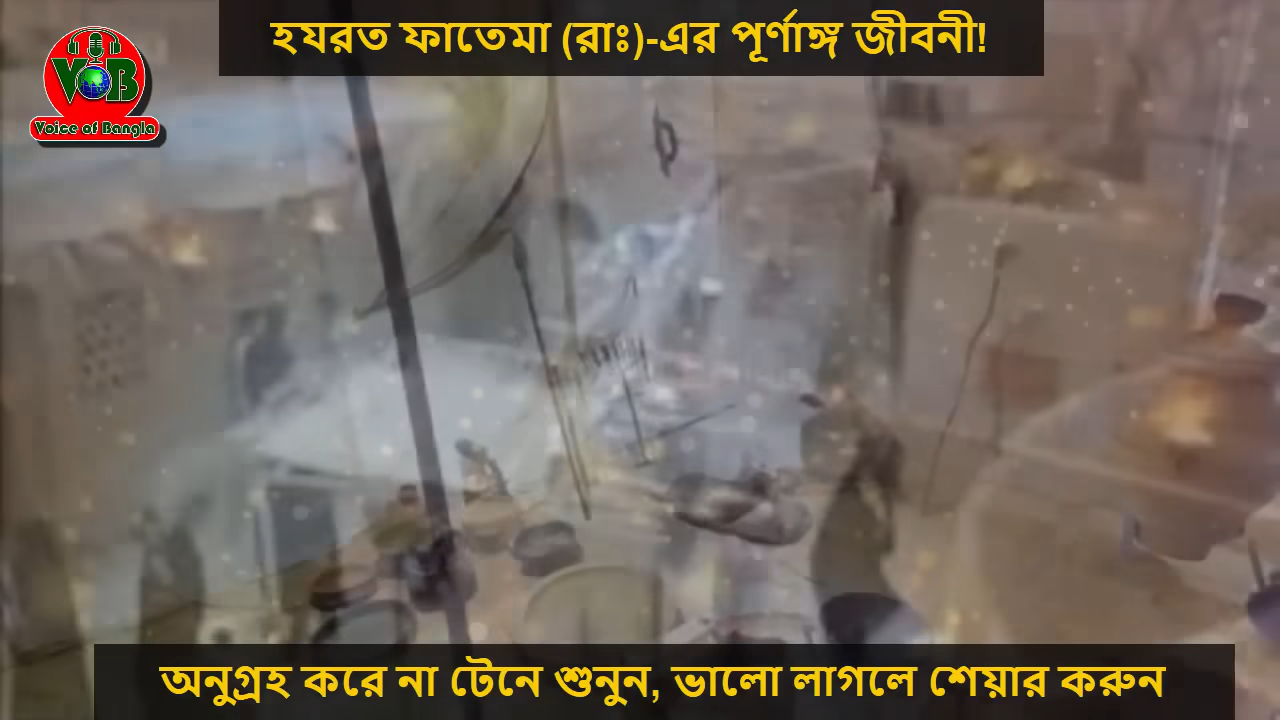 হযরত ফাতেমা (রাঃ)-এর পূর্ণাঙ্গ জীবনী!
VOB
Voice of Bangla
অনুগ্রহ করে না টেনে শুনুন, ভালো লাগলে শেয়ার করুন